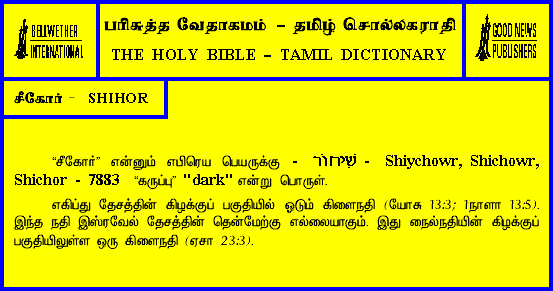 BELLWETHER
INTERNATIONAL
பரிசுத்த வேதாகமம் – தமிழ் சொல்லகராதி
THE HOLY BIBLE – TAMIL DICTIONARY
GOOD NEWS
PUBLISHERS
சீகோர் - SHIHOR
“சீகோர்” என்னும் எபிரெய பெயருக்கு - שִׁיחוֹר - Shiychowr, Shichowr,
Shichor - 7883 “கருப்பு” "dark" என்று பொருள்.
எகிப்து தேசத்தின் கிழக்குப் பகுதியில் ஓடும் கிளைநதி (யோசு 13:3; 1நாளா 13:5).
இந்த நதி இஸ்ரவேல் தேசத்தின் தென்மேற்கு எல்லையாகும். இது நைல்நதியின் கிழக்குப்
பகுதியிலுள்ள ஒரு கிளைநதி (ஏசா 23:3).